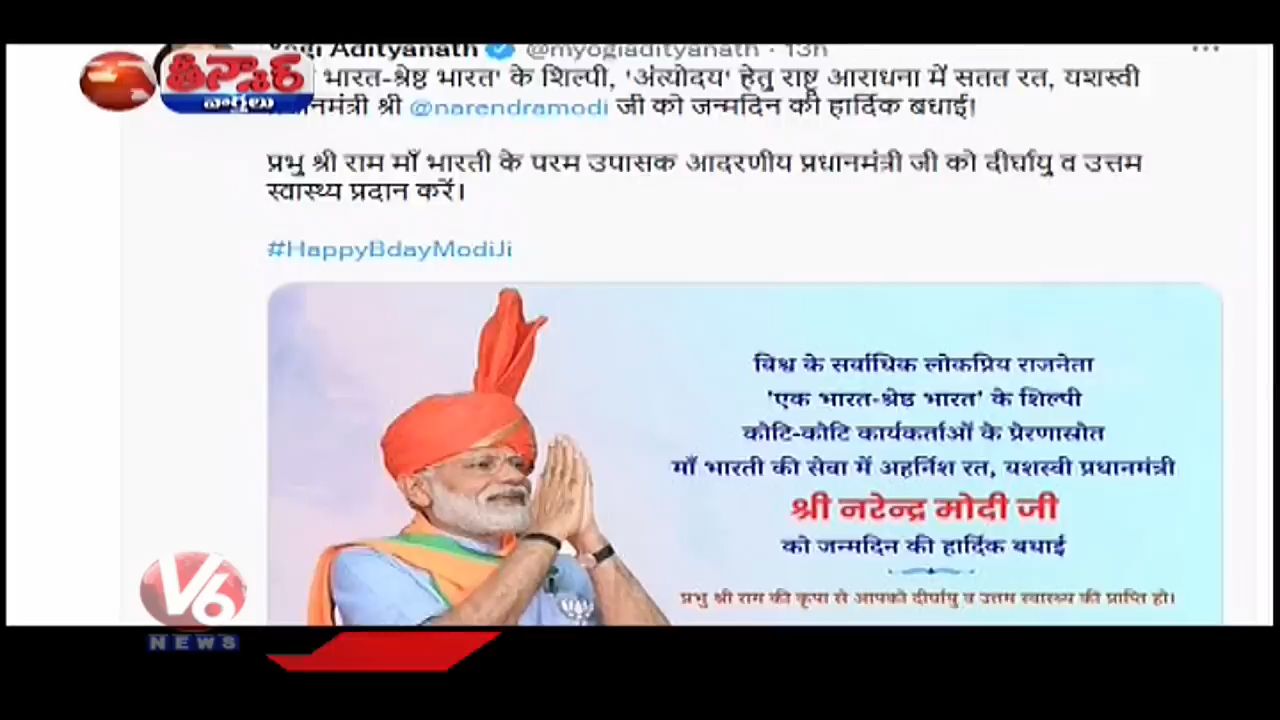 Yogi Adityanath @myogiadityanath · 13h
తీన్మార్
వార్తలు
भारत-श्रेष्ठ भारत' के शिल्पी, 'अंत्योदय' हेतु राष्ट्र आराधना में सतत रत, यशस्वी
श्री @narendramodi जी को जन्मदिन की हार्दिक बधाई!
प्रभु श्री राम माँ भारती के परम उपासक आदरणीय प्रधानमंत्री जी को दीर्घायु व उत्तम
स्वास्थ्य प्रदान करें।
#HappyBdayModiJi
विश्व के सर्वाधिक लोकप्रिय राजनेता
'एक भारत-श्रेष्ठ भारत' के शिल्पी
कोटि-कोटि कार्यकर्ताओं के प्रेरणास्रोत
माँ भारती की सेवा में अहर्निश रत, यशस्वी प्रधानमंत्री
श्री नरेन्द्र मोदी जी
को जन्मदिन की हार्दिक बधाई
प्रभु श्री राम की कृपा से आपको दीर्घायु व उत्तम स्वास्थ्य की प्राप्ति हो।
V6
NEWS